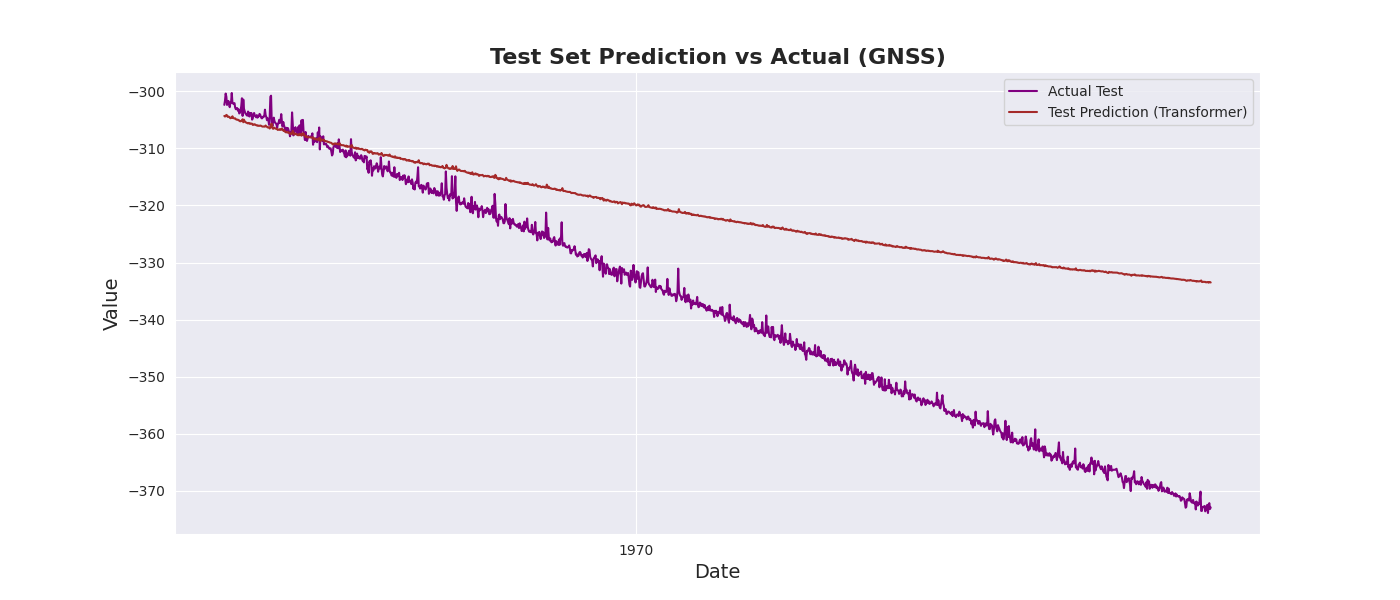 Test Set Prediction vs Actual (GNSS)
Actual Test
Test Prediction (Transformer)
Value
−300
−310
−320
−330
−340
−350
−360
−370
1970
Date